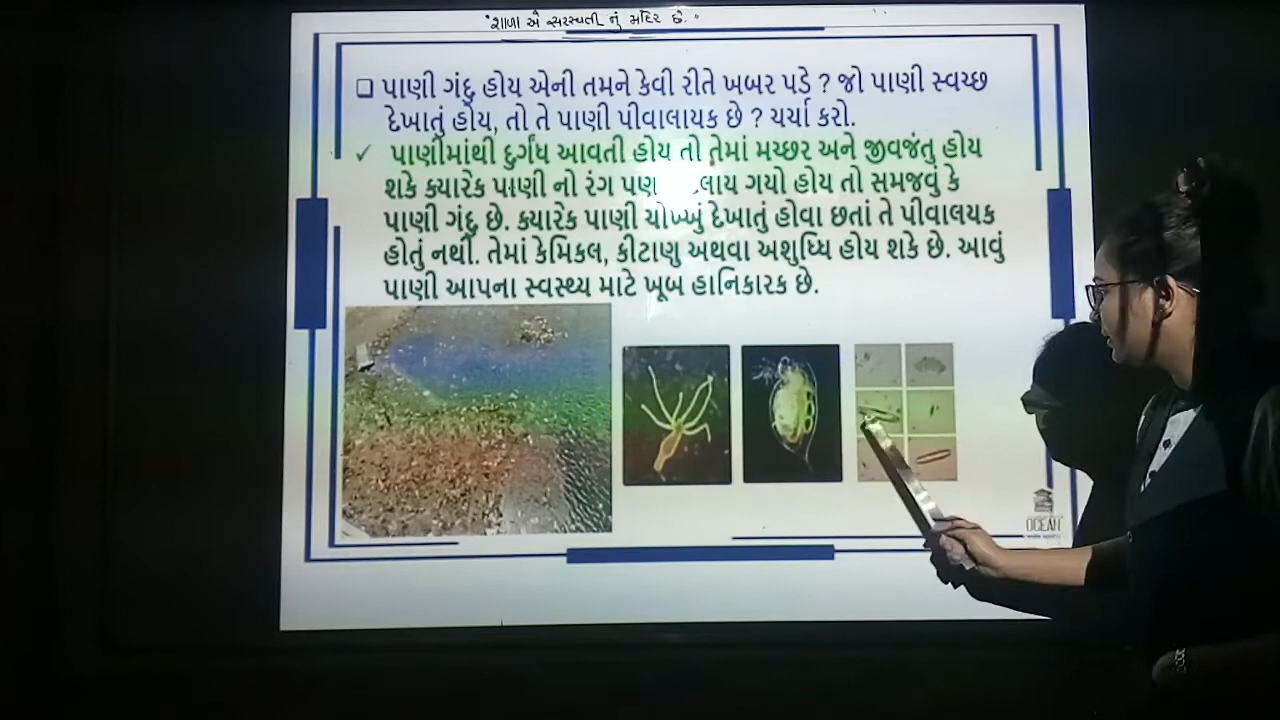 "શાળા એ સરસ્વતી નું મંદિર છે."
❑ પાણી ગંદુ હોય એની તમને કેવી રીતે ખબર પડે ? જો પાણી સ્વચ્છ
દેખાતું હોય, તો તે પાણી પીવાલાયક છે ? ચર્ચા કરો.
✓ પાણીમાંથી દુર્ગંધ આવતી હોય તો તેમાં મચ્છર અને જીવજંતુ હોય
શકે ક્યારેક પાણી નો રંગ પણ લાય ગયો હોય તો સમજવું કે
પાણી ગંદુ છે. ક્યારેક પાણી ચોખ્ખું દેખાતું હોવા છતાં તે પીવાલયક
હોતું નથી. તેમાં કેમિકલ, કીટાણુ અથવા અશુધ્ધિ હોય શકે છે. આવું
પાણી આપના સ્વસ્થ્ય માટે ખૂબ હાનિકારક છે.
OCEAN